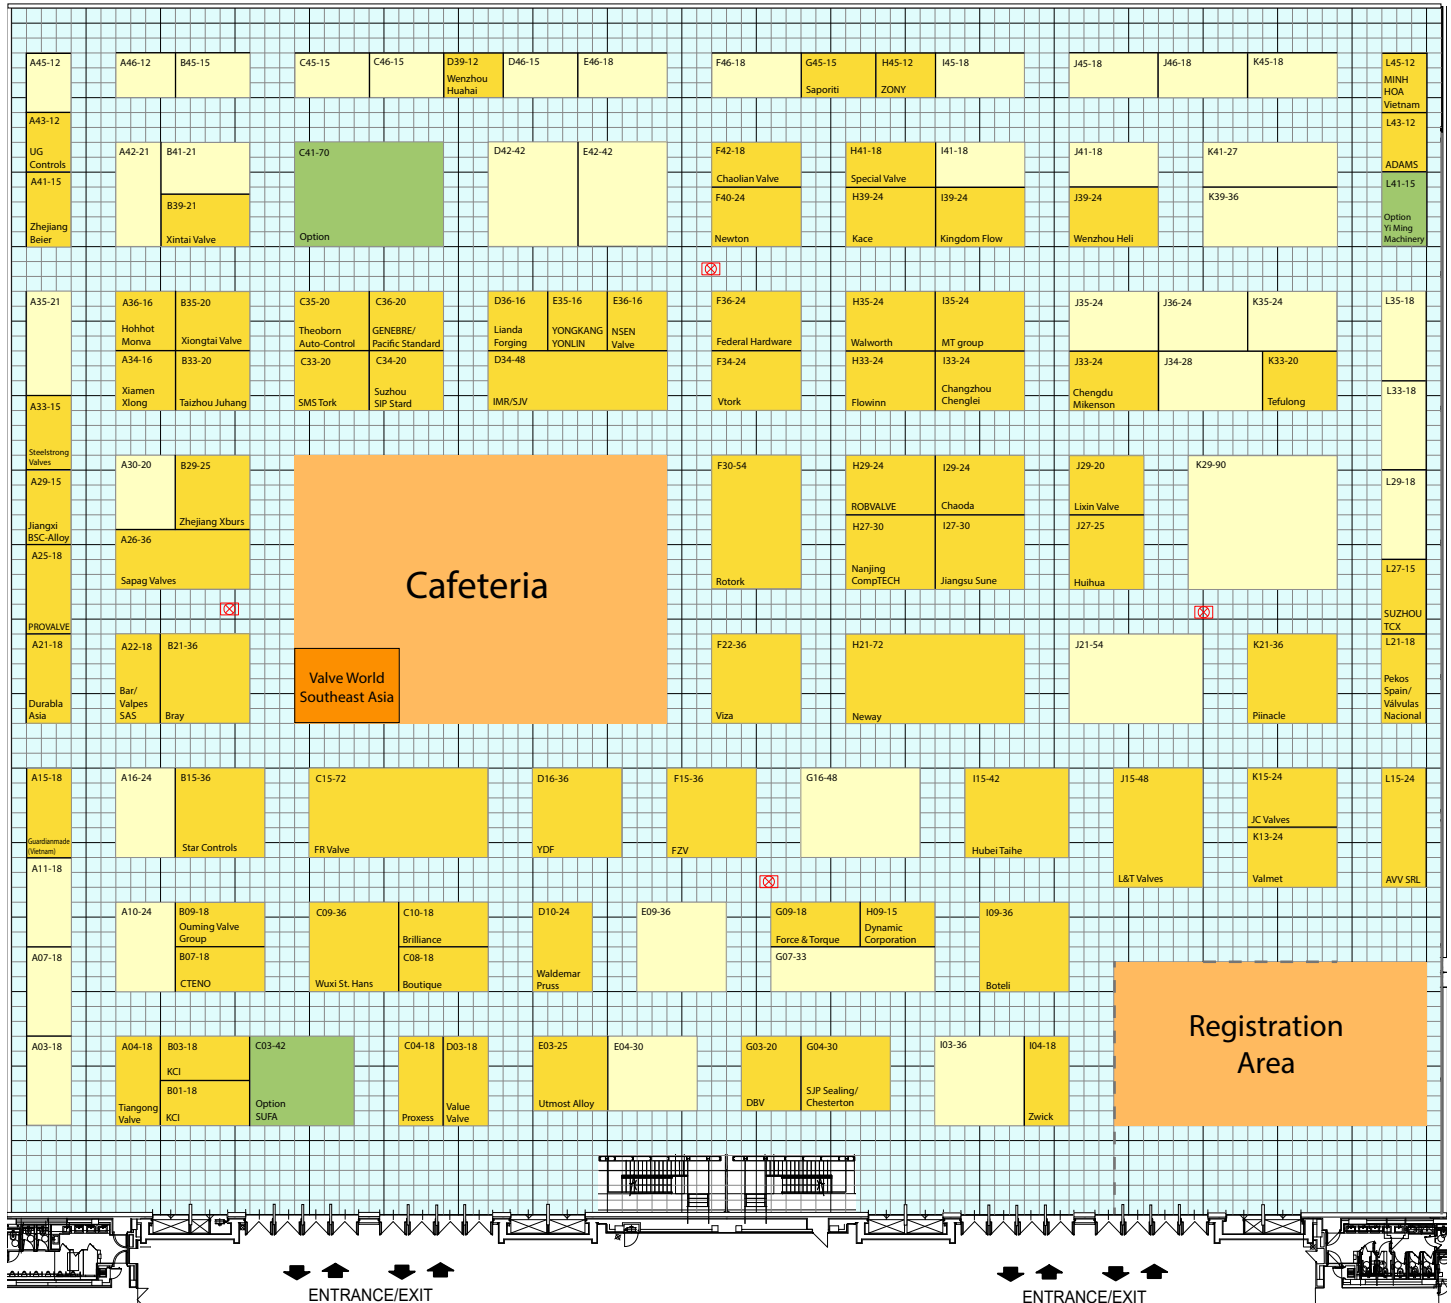 A45-12
A46-12
B45-15
C45-15
C46-15
D39-12
Wenzhou
Huahai
D46-15
E46-18
F46-18
G45-15
Saporiti
H45-12
ZONY
I45-18
J45-18
J46-18
K45-18
L45-12
MINH
HOA
Vietnam
A43-12
UG
Controls
L43-12
ADAMS
A41-15
Zhejiang
Beier
A42-21
B41-21
B39-21
Xintai Valve
C41-70
Option
D42-42
E42-42
F42-18
Chaolian Valve
F40-24
Newton
H41-18
Special Valve
I41-18
H39-24
Kace
I39-24
Kingdom Flow
J41-18
J39-24
Wenzhou Heli
K41-27
K39-36
L41-15
Option
Yi Ming
Machinery
A35-21
A36-16
Hohhot
Monva
B35-20
Xiongtai Valve
A34-16
Xiamen
Xlong
B33-20
Taizhou Juhang
C35-20
Theoborn
Auto-Control
C36-20
GENEBRE/
Pacific Standard
C33-20
SMS Tork
C34-20
Suzhou
SIP Stard
D36-16
Lianda
Forging
E35-16
YONGKANG
YONLIN
E36-16
NSEN
Valve
D34-48
IMR/SJV
F36-24
Federal Hardware
F34-24
Vtork
H35-24
Walworth
I35-24
MT group
H33-24
Flowinn
I33-24
Changzhou
Chenglei
J35-24
J36-24
K35-24
J33-24
Chengdu
Mikenson
J34-28
K33-20
Tefulong
L35-18
L33-18
A33-15
Steelstrong
Valves
A29-15
Jiangxi
BSC-Alloy
A30-20
B29-25
Zhejiang Xburs
A26-36
Sapag Valves
A25-18
PROVALVE
Cafeteria
Valve World
Southeast Asia
F30-54
Rotork
H29-24
ROBVALVE
I29-24
Chaoda
H27-30
Nanjing
CompTECH
I27-30
Jiangsu Sune
J29-20
Lixin Valve
J27-25
Huihua
K29-90
L29-18
L27-15
SUZHOU
TCX
A21-18
Durabla
Asia
A22-18
Bar/
Valpes
SAS
B21-36
Bray
F22-36
Viza
H21-72
Neway
J21-54
K21-36
Piinacle
L21-18
Pekos
Spain/
Válvulas
Nacional
A15-18
Guardianmade
(Vietnam)
A16-24
B15-36
Star Controls
C15-72
FR Valve
D16-36
YDF
F15-36
FZV
G16-48
I15-42
Hubei Taihe
J15-48
L&T Valves
K15-24
JC Valves
K13-24
Valmet
L15-24
AVV SRL
A11-18
A10-24
B09-18
Ouming Valve
Group
B07-18
CTENO
C09-36
Wuxi St. Hans
C10-18
Brilliance
C08-18
Boutique
D10-24
Waldemar
Pruss
E09-36
G09-18
Force & Torque
H09-15
Dynamic
Corporation
G07-33
I09-36
Boteli
A07-18
Registration
Area
A03-18
A04-18
Tiangong
Valve
B03-18
KCI
B01-18
KCI
C03-42
Option
SUFA
C04-18
Proxess
D03-18
Value
Valve
E03-25
Utmost Alloy
E04-30
G03-20
DBV
G04-30
SJP Sealing/
Chesterton
I03-36
I04-18
Zwick
ENTRANCE/EXIT
ENTRANCE/EXIT